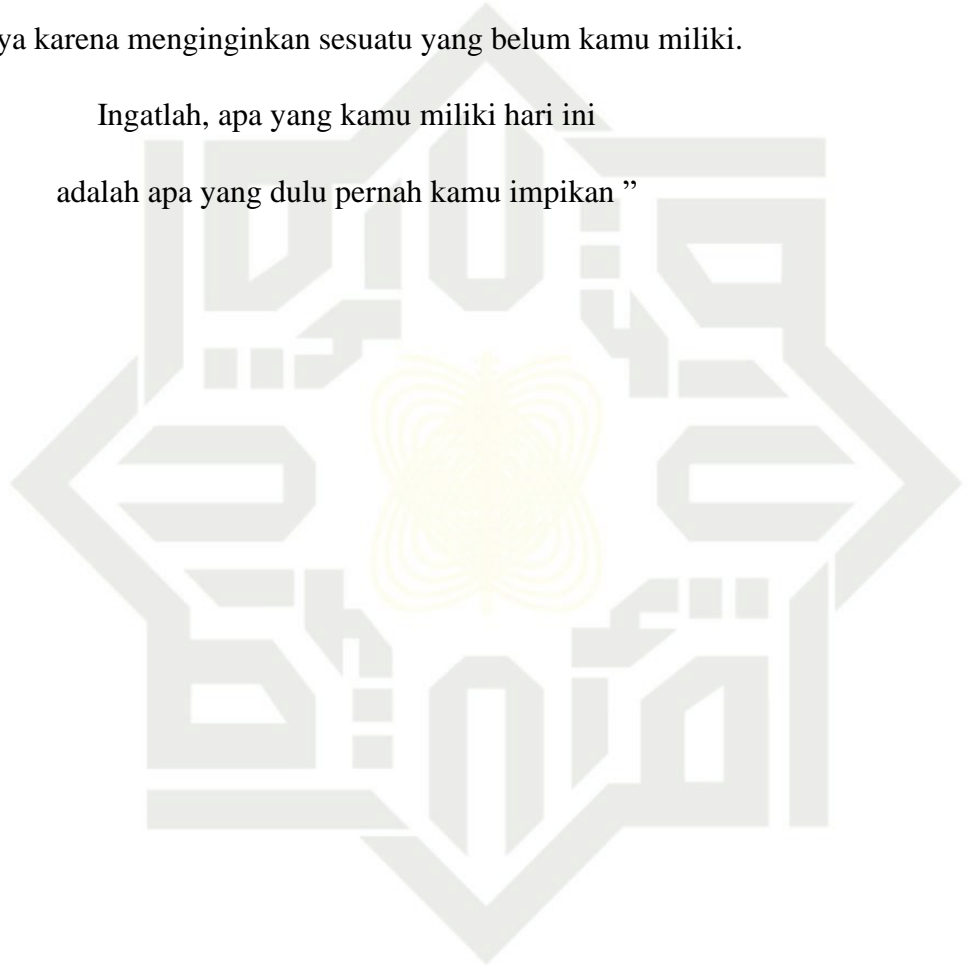 ya karena menginginkan sesuatu yang belum kamu miliki.
Ingatlah, apa yang kamu miliki hari ini
adalah apa yang dulu pernah kamu impikan ”